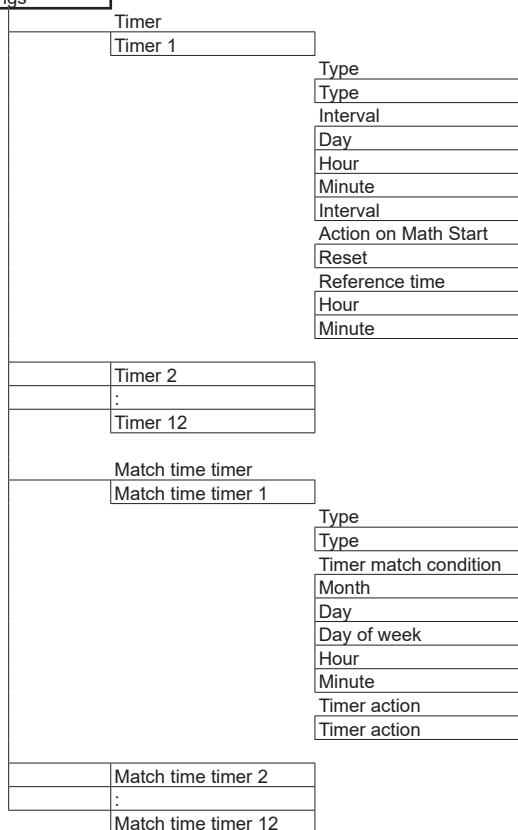 Timer
Timer 1
Type
Type
Interval
Day
Hour
Minute
Interval
Action on Math Start
Reset
Reference time
Hour
Minute
Timer 2
:
Timer 12
Match time timer
Match time timer 1
Type
Type
Timer match condition
Month
Day
Day of week
Hour
Minute
Timer action
Timer action
Match time timer 2
:
Match time timer 12